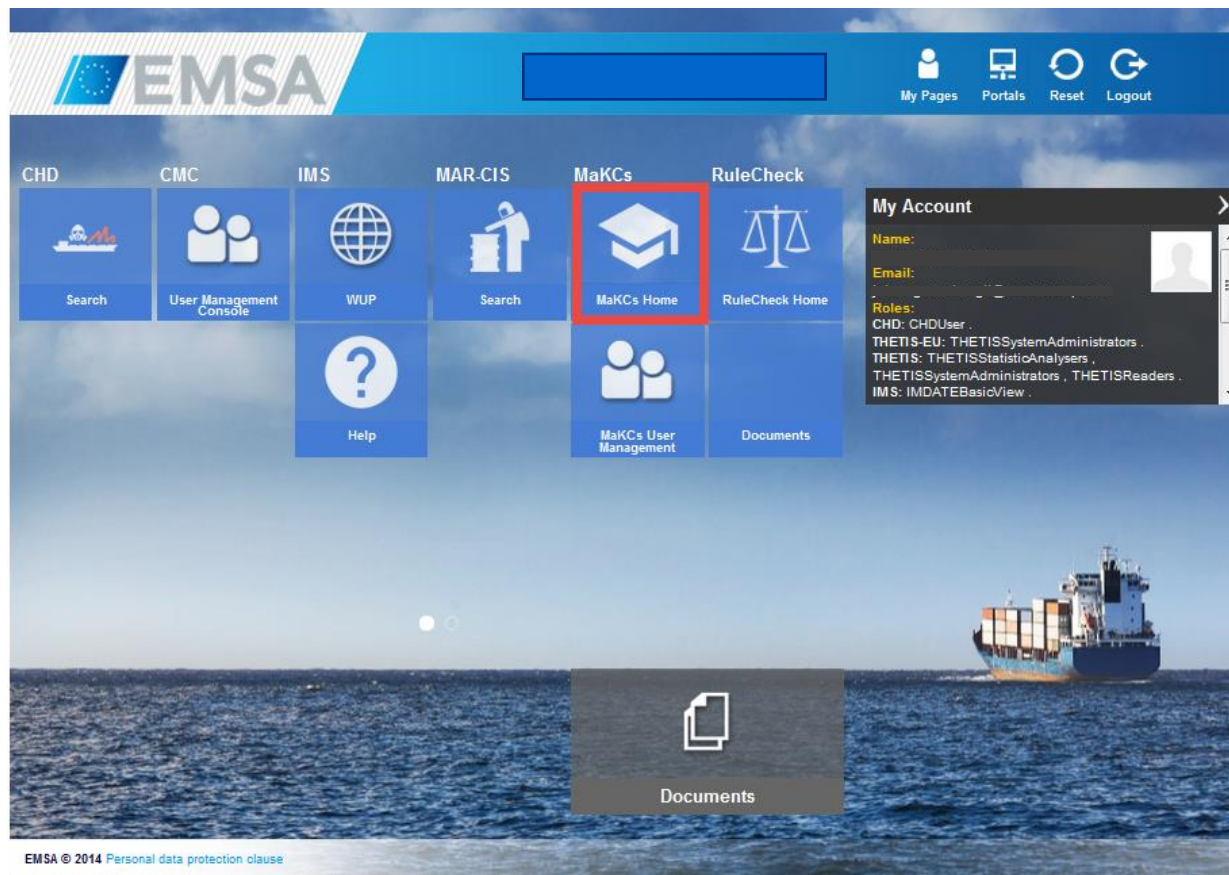 EMSA
My Pages Portals Reset Logout
CHD CMC IMS MAR-CIS MaKCs RuleCheck
Search
User Management
Console
WUP
Search
MaKCs Home
RuleCheck Home
Help
MaKCs User
Management
Documents
My Account
Name:
Email:
Roles:
CHD: CHDUser .
THETIS-EU: THETISSystemAdministrators .
THETIS: THETISStatisticAnalysers ,
THETISSystemAdministrators , THETISReaders .
IMS: IMDATEBasicView .
Documents
EMSA © 2014 Personal data protection clause